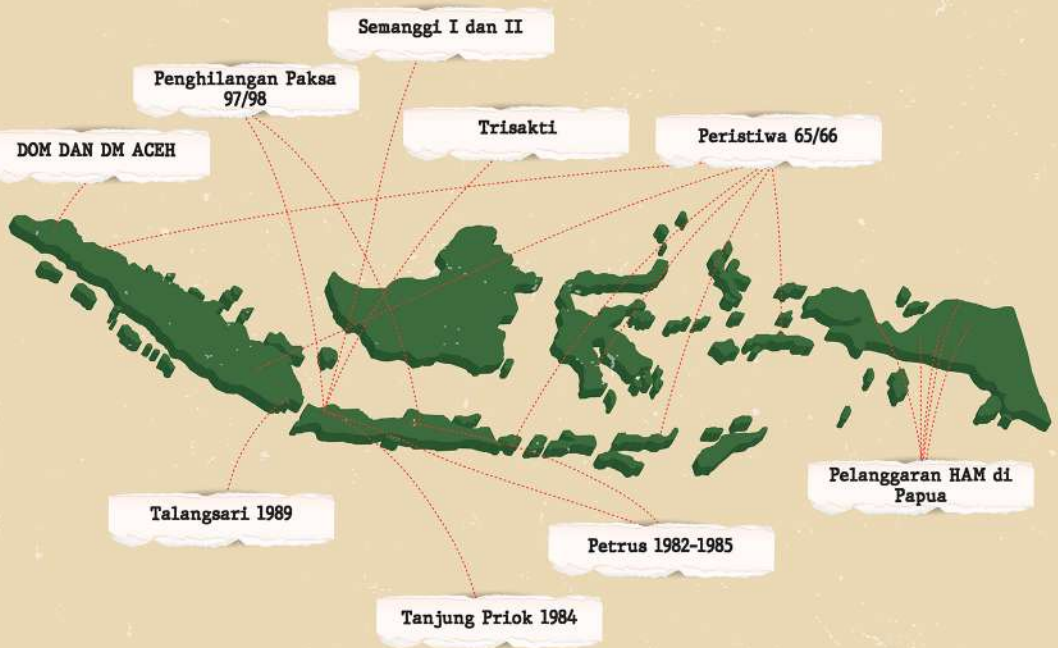 Semanggi I dan II
Penghilangan Paksa
97/98
Trisakti
Peristiwa 65/66
DOM DAN DM ACEH
Pelanggaran HAM di
Papua
Talangsari 1989
Petrus 1982-1985
Tanjung Priok 1984